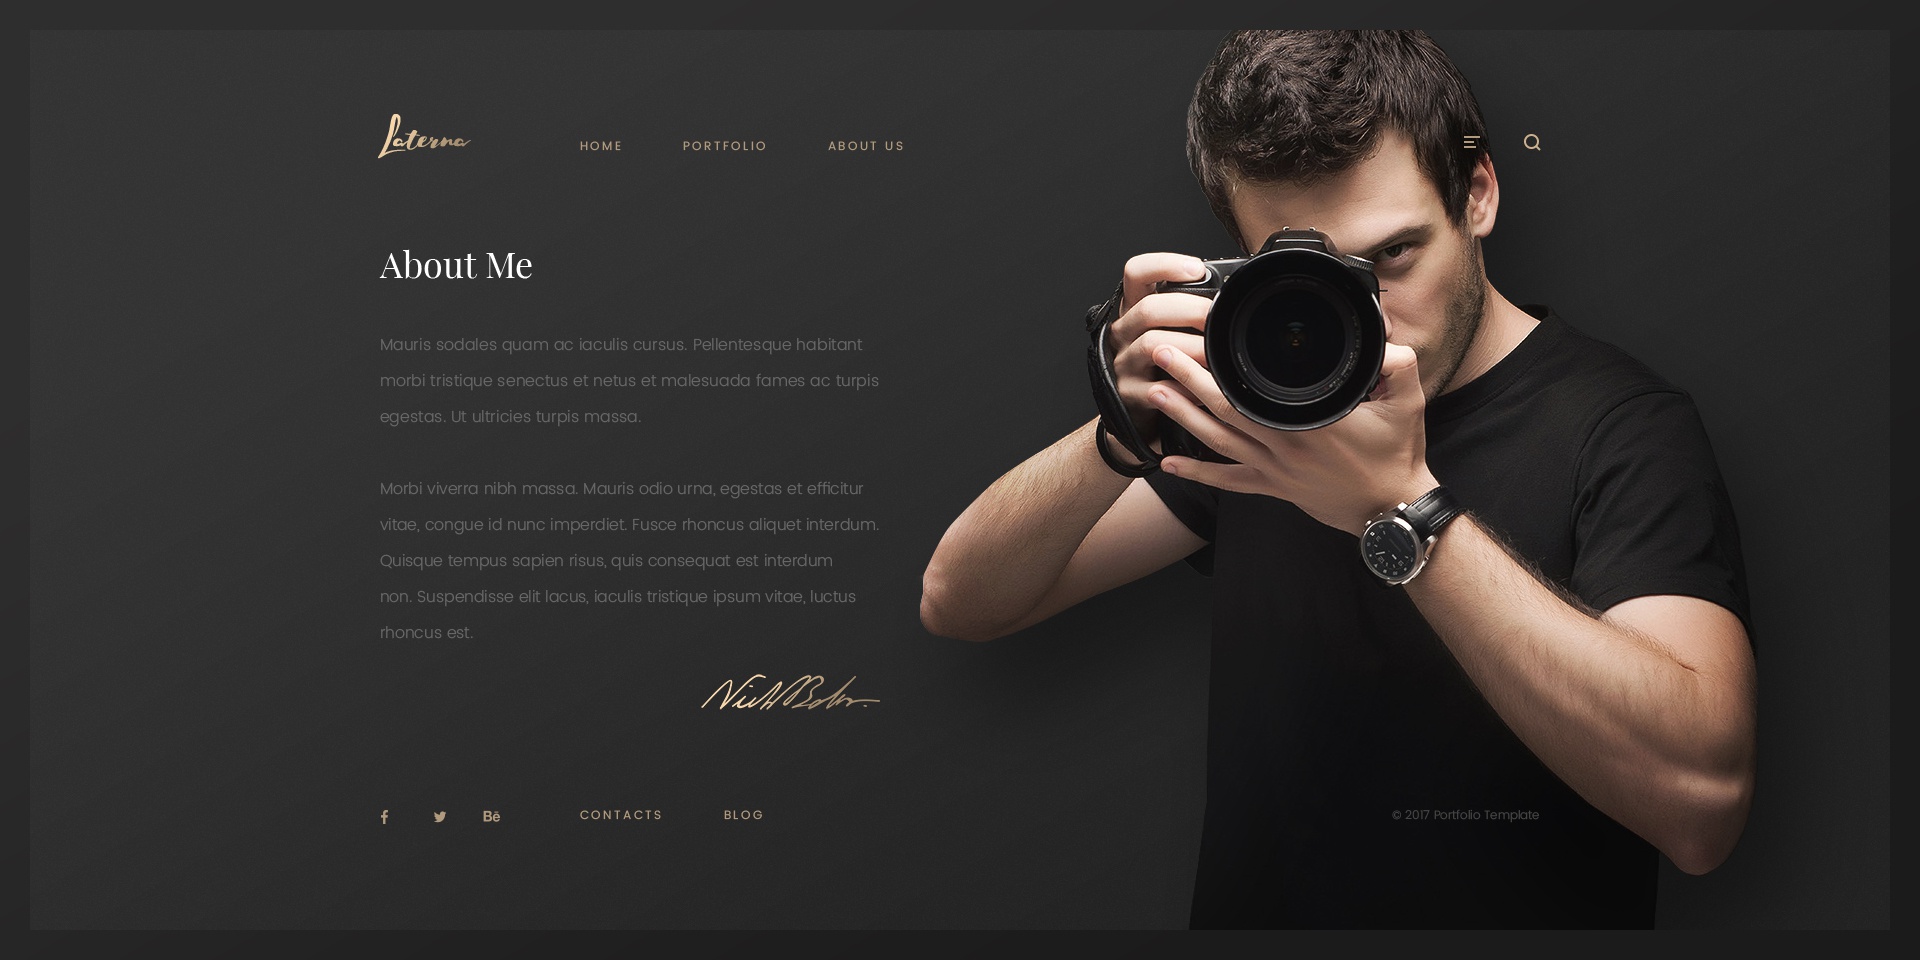 Laterna
HOME PORTFOLIO ABOUT US
About Me
Mauris sodales quam ac iaculis cursus. Pellentesque habitant
morbi tristique senectus et netus et malesuada fames ac turpis
egestas. Ut ultricies turpis massa.
Morbi viverra nibh massa. Mauris odio urna, egestas et efficitur
vitae, congue id nunc imperdiet. Fusce rhoncus aliquet interdum.
Quisque tempus sapien risus, quis consequat est interdum
non. Suspendisse elit lacus, iaculis tristique ipsum vitae, luctus
rhoncus est.
Bē CONTACTS BLOG © 2017 Portfolio Template